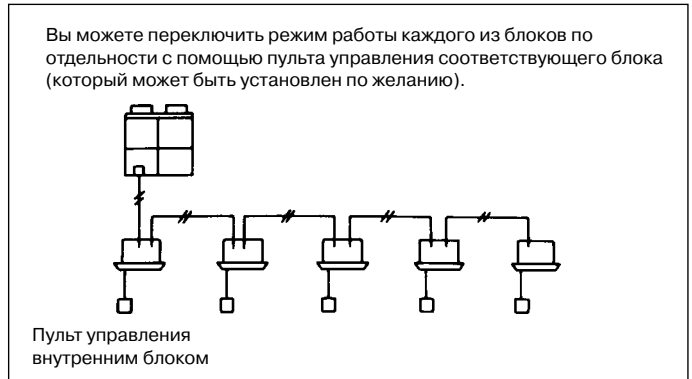 Вы можете переключить режим работы каждого из блоков по
отдельности с помощью пульта управления соответствующего блока
(который может быть установлен по желанию).
Пульт управления
внутренним блоком